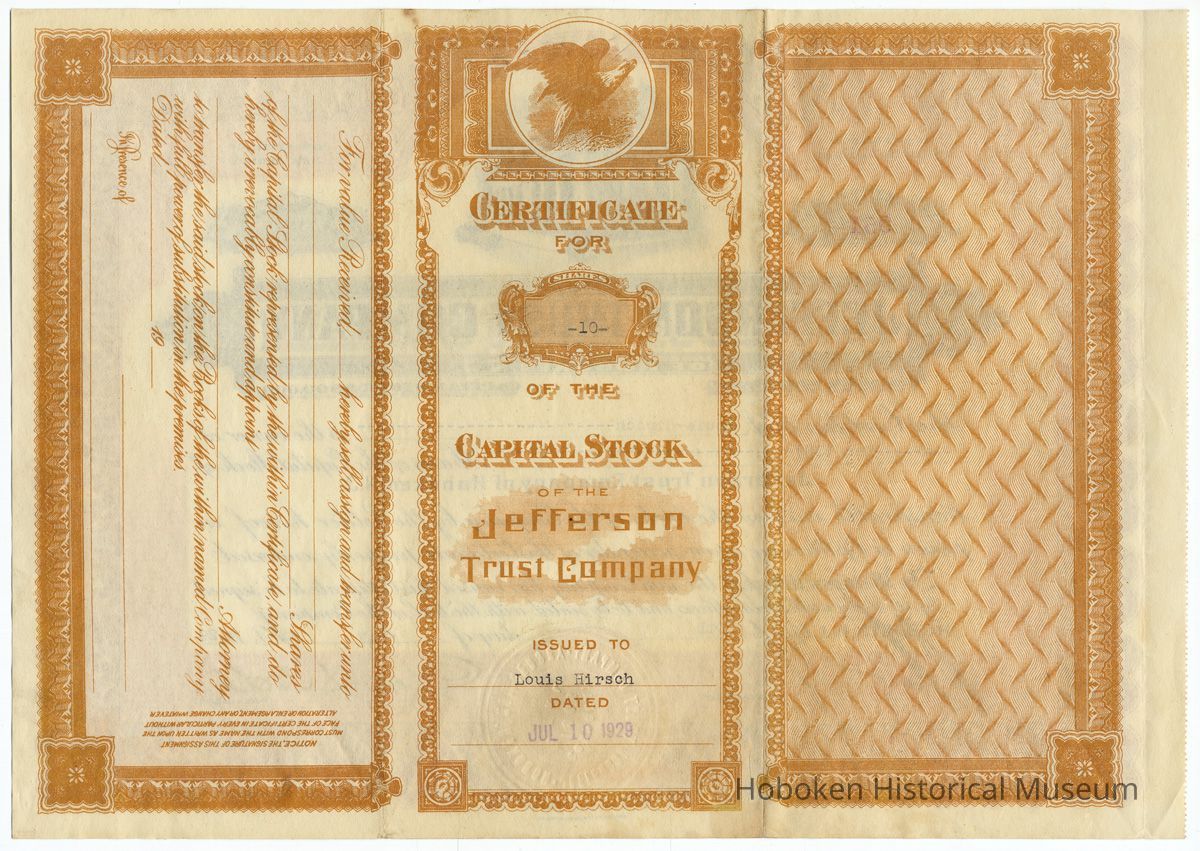 For value Received, hereby sell assign and transfer unto
Shares
of the Capital Stock represented by the within Certificate, and do
hereby irrevocably constitute and appoint
Attorney
to transfer the said stock on the Books of the within named Company
with full power of substitution in the premises.
Dated 19
In presence of
NOTICE, THE SIGNATURE OF THIS ASSIGNMENT
MUST CORRESPOND WITH THE NAME AS WRITTEN UPON THE
FACE OF THE CERTIFICATE IN EVERY PARTICULAR WITHOUT
ALTERATION OR ENLARGEMENT, OR ANY CHANGE WHATEVER
CERTIFICATE
FOR
SHARES
-10-
OF THE
CAPITAL STOCK
OF THE
Jefferson
Trust Company
ISSUED TO
Louis Hirsch
DATED
JUL 10 1929
Hoboken Historical Museum